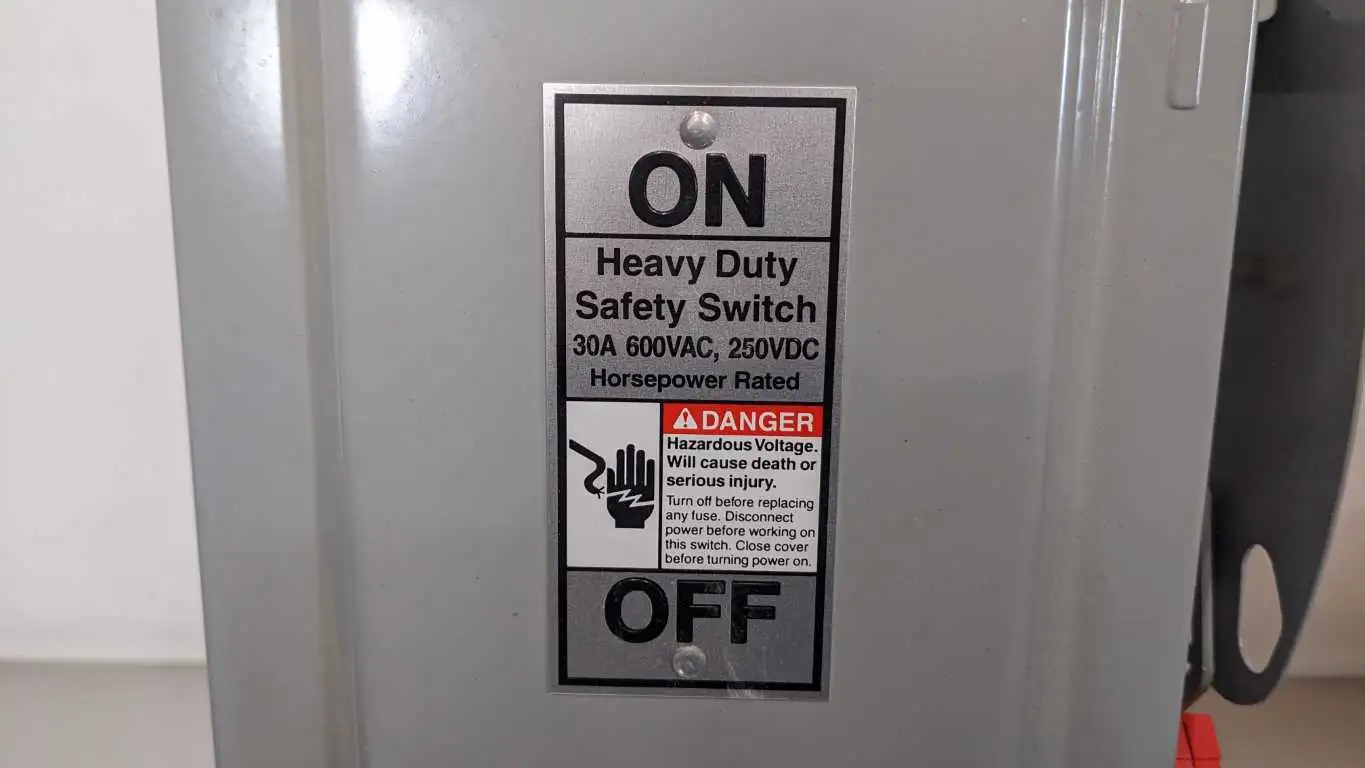 ON
Heavy Duty
Safety Switch
30A 600VAC, 250VDC
Horsepower Rated
DANGER
Hazardous Voltage.
Will cause death or
serious injury.
Turn off before replacing
any fuse. Disconnect
power before working on
this switch. Close cover
before turning power on.
OFF